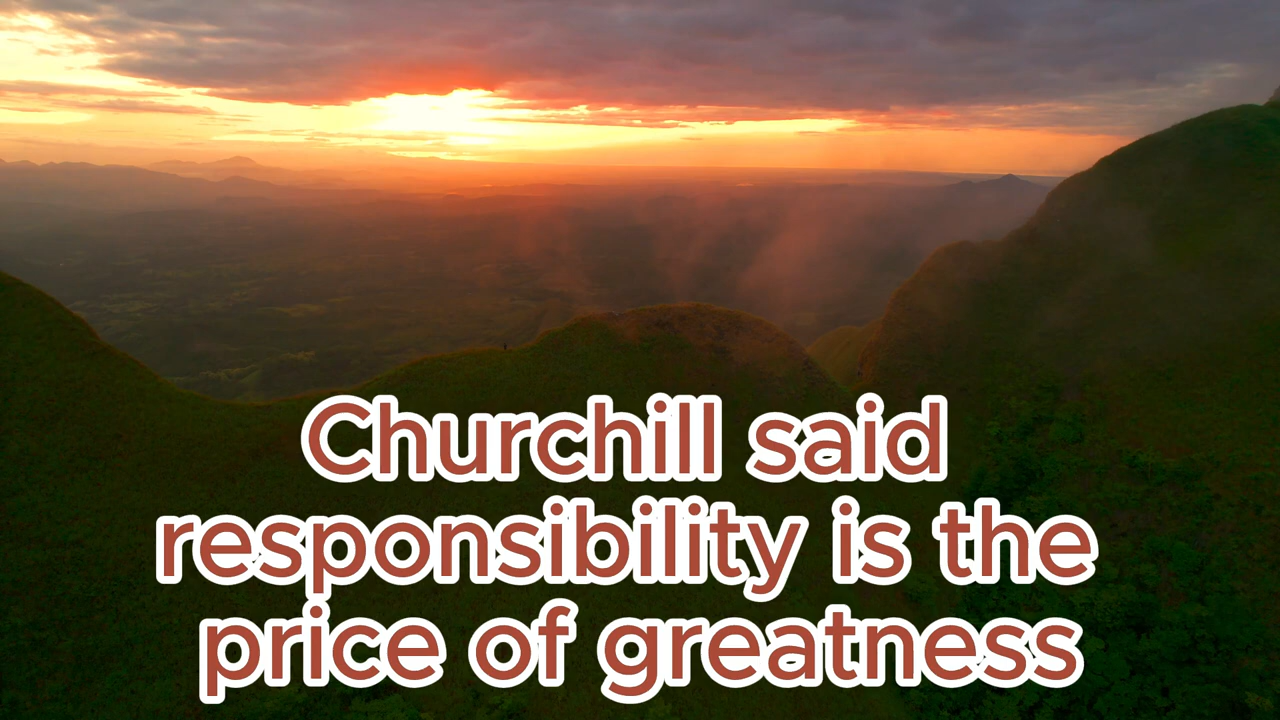 Churchill said
responsibility is the
price of greatness